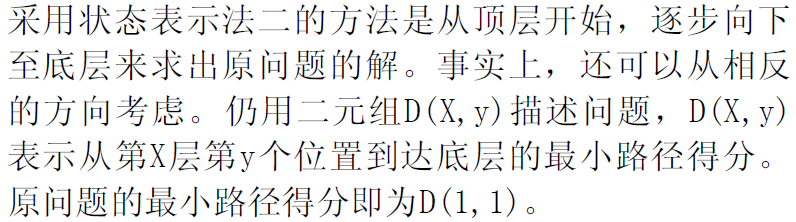 采用状态表示法二的方法是从顶层开始，逐步向下
至底层来求出原问题的解。事实上，还可以从相反
的方向考虑。仍用二元组D(X,y)描述问题，D(X,y)
表示从第X层第y个位置到达底层的最小路径得分。
原问题的最小路径得分即为D(1,1)。